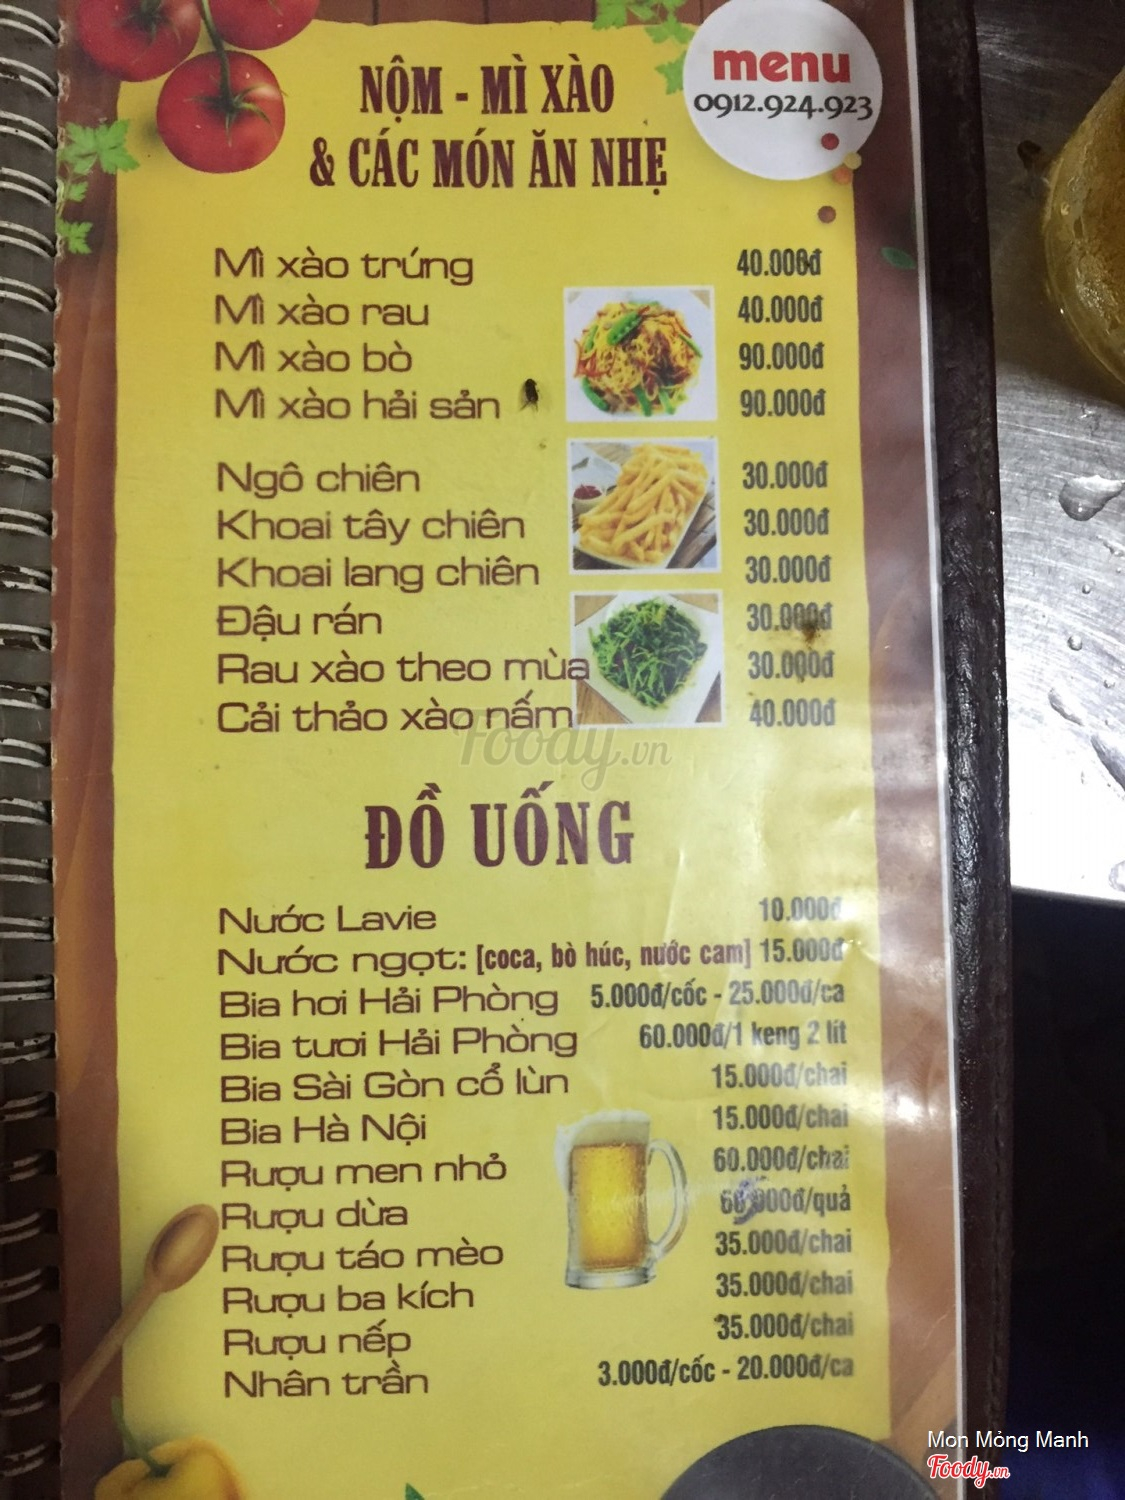 menu
0912.924.923
NỘM - MÌ XÀO
& CÁC MÓN ĂN NHẸ
Mì xào trứng 40.000đ
Mì xào rau 40.000đ
Mì xào bò 90.000đ
Mì xào hải sản 90.000đ
Ngô chiên 30.000đ
Khoai tây chiên 30.000đ
Khoai lang chiên 30.000đ
Đậu rán 30.000đ
Rau xào theo mùa 30.000đ
Cải thảo xào nấm 40.000đ
Foody.vn
ĐỒ UỐNG
Nước Lavie 10.000đ
Nước ngọt: [coca, bò húc, nước cam] 15.000đ
Bia hơi Hải Phòng 5.000đ/cốc - 25.000đ/ca
Bia tươi Hải Phòng 60.000đ/1 keng 2 lít
Bia Sài Gòn cổ lùn 15.000đ/chai
Bia Hà Nội 15.000đ/chai
Rượu men nhỏ 60.000đ/chai
Rượu dừa 60.000đ/quả
Rượu táo mèo 35.000đ/chai
Rượu ba kích 35.000đ/chai
Rượu nếp 35.000đ/chai
Nhân trần 3.000đ/cốc - 20.000đ/ca
Mon Mỏng Manh
Foody.vn